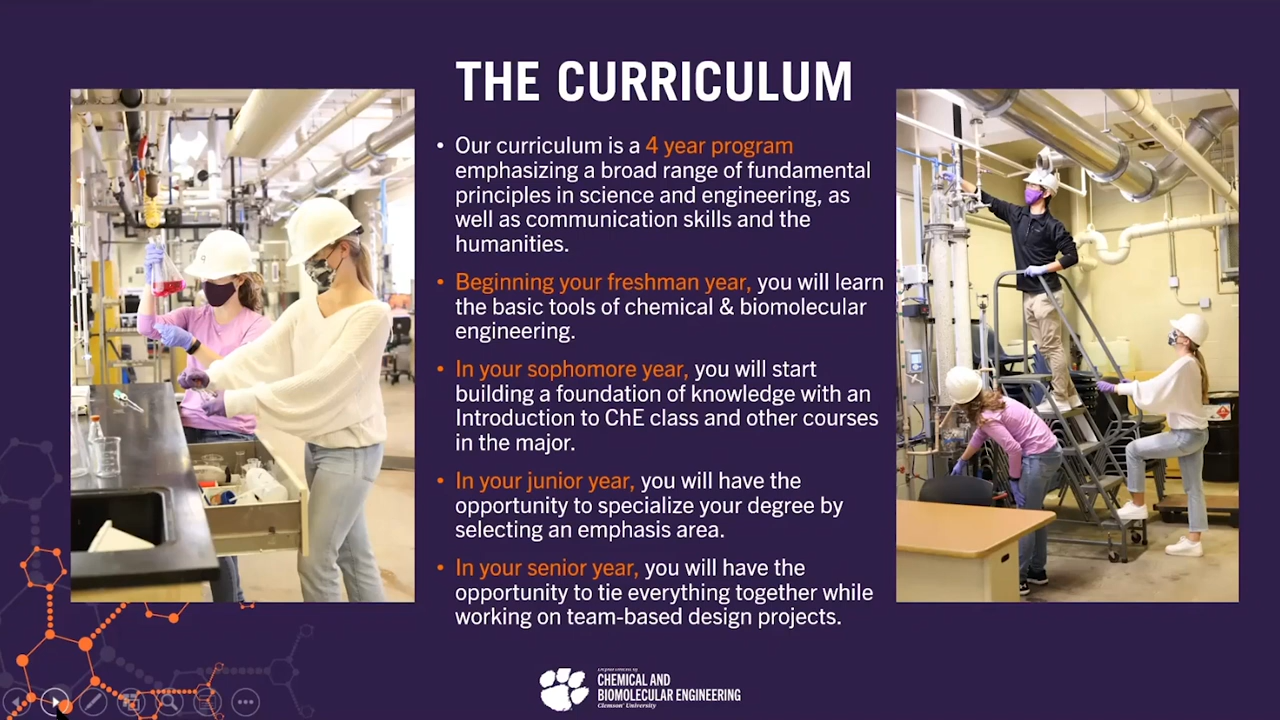 THE CURRICULUM
• Our curriculum is a 4 year program
emphasizing a broad range of fundamental
principles in science and engineering, as
well as communication skills and the
humanities.
• Beginning your freshman year, you will learn
the basic tools of chemical & biomolecular
engineering.
• In your sophomore year, you will start
building a foundation of knowledge with an
Introduction to ChE class and other courses
in the major.
• In your junior year, you will have the
opportunity to specialize your degree by
selecting an emphasis area.
• In your senior year, you will have the
opportunity to tie everything together while
working on team-based design projects.
Department of
CHEMICAL AND
BIOMOLECULAR ENGINEERING
Clemson University